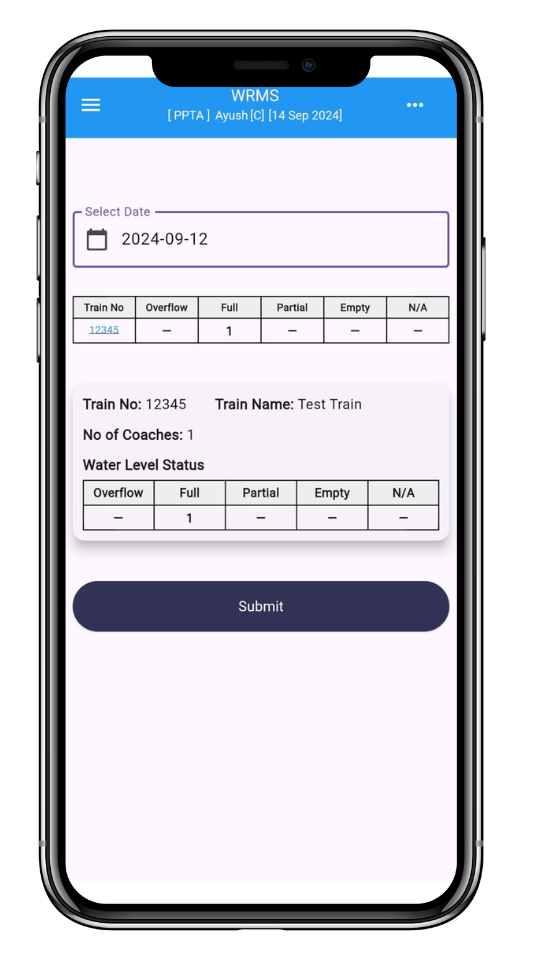 WRMS
[ PPTA ] Ayush[C] [14 Sep 2024]
Select Date
2024-09-12
Train No Overflow Full Partial Empty N/A
12345 – 1 – – –
Train No: 12345 Train Name: Test Train
No of Coaches: 1
Water Level Status
Overflow Full Partial Empty N/A
– 1 – – –
Submit